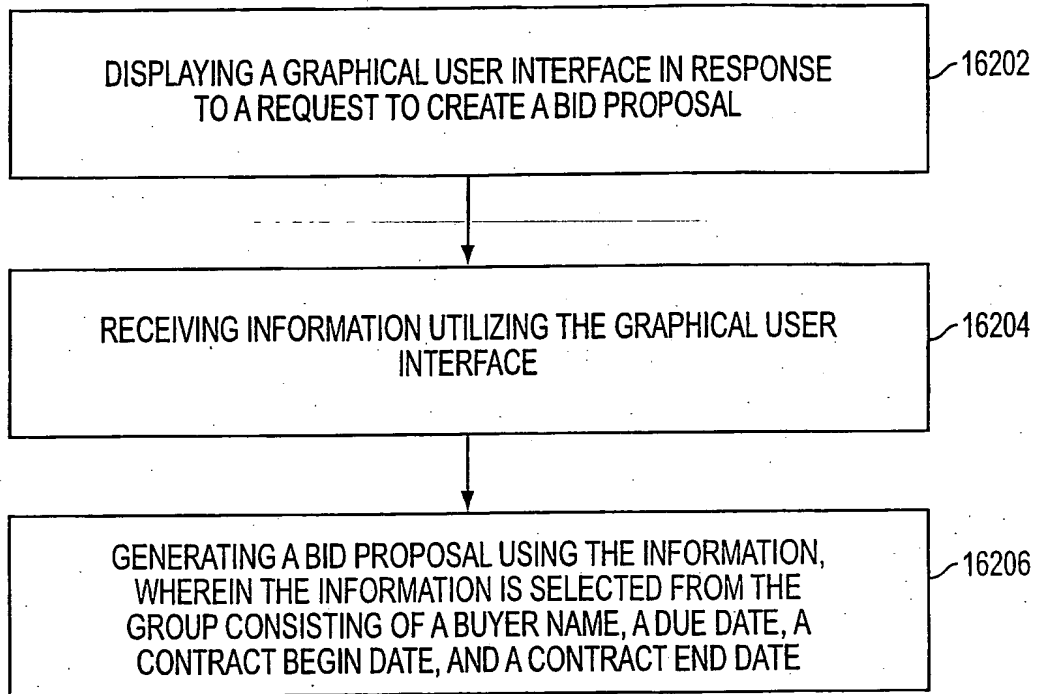 DISPLAYING A GRAPHICAL USER INTERFACE IN RESPONSE
TO A REQUEST TO CREATE A BID PROPOSAL
16202
RECEIVING INFORMATION UTILIZING THE GRAPHICAL USER
INTERFACE
16204
GENERATING A BID PROPOSAL USING THE INFORMATION,
WHEREIN THE INFORMATION IS SELECTED FROM THE
GROUP CONSISTING OF A BUYER NAME, A DUE DATE, A
CONTRACT BEGIN DATE, AND A CONTRACT END DATE
16206